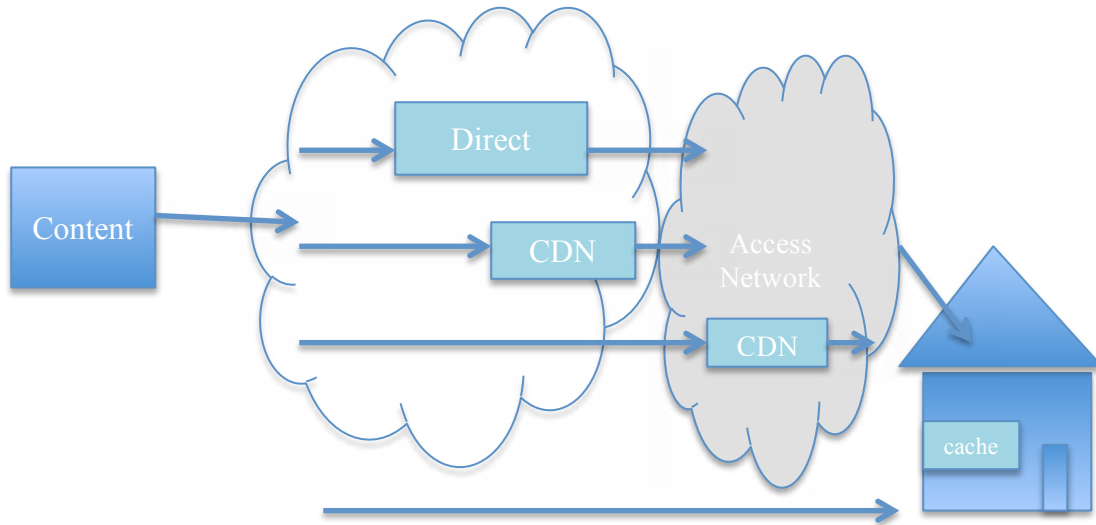 Direct
Content
CDN
Access
Network
CDN
cache